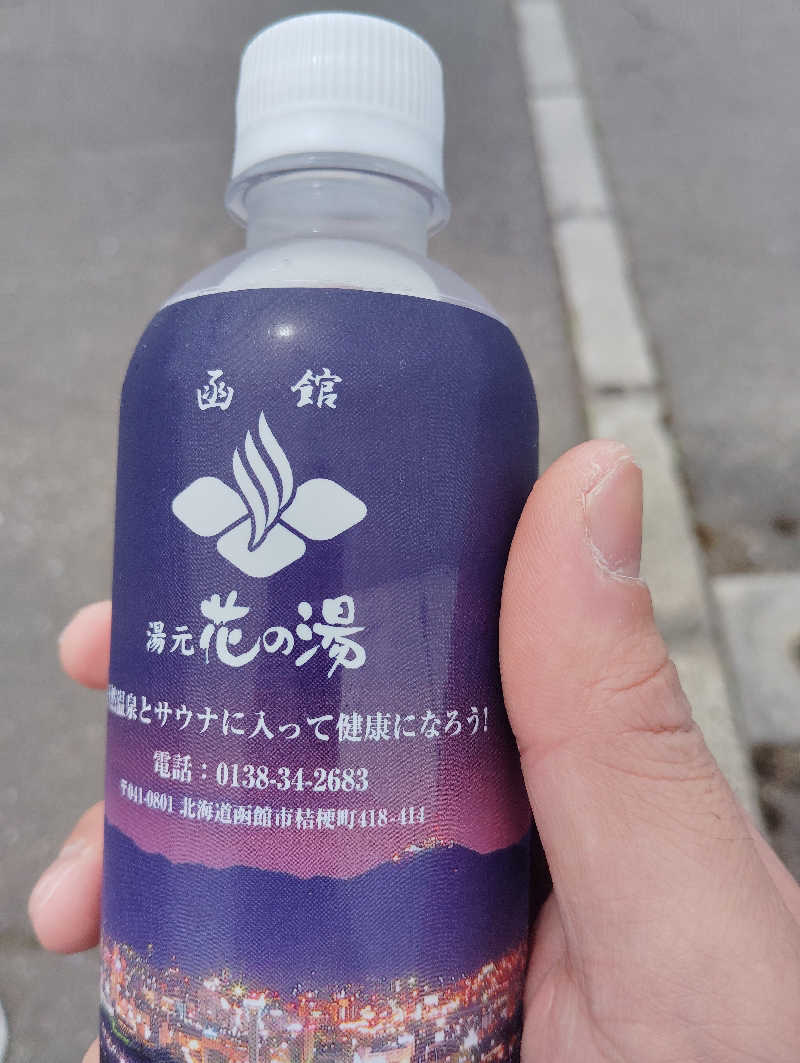 函館
湯元 花の湯
温泉とサウナに入って健康になろう!
電話:0138-34-2683
〒041-0801 北海道函館市桔梗町418-414